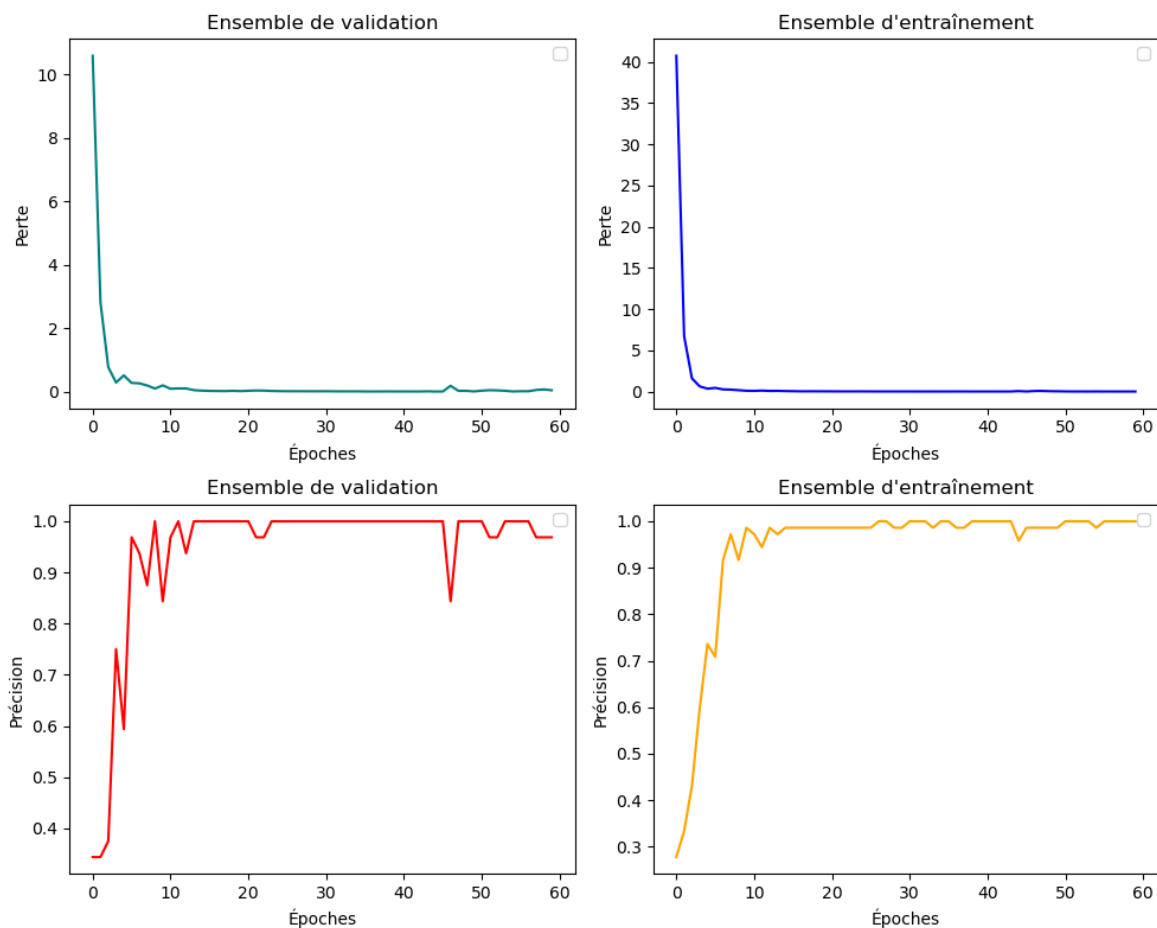 Ensemble de validation
10
8
6
4
2
0
Perte
0 10 20 30 40 50 60
Époches
Ensemble d'entraînement
40
35
30
25
20
15
10
5
0
Perte
0 10 20 30 40 50 60
Époches
Ensemble de validation
1.0
0.9
0.8
0.7
0.6
0.5
0.4
Précision
0 10 20 30 40 50 60
Époches
Ensemble d'entraînement
1.0
0.9
0.8
0.7
0.6
0.5
0.4
0.3
Précision
0 10 20 30 40 50 60
Époches